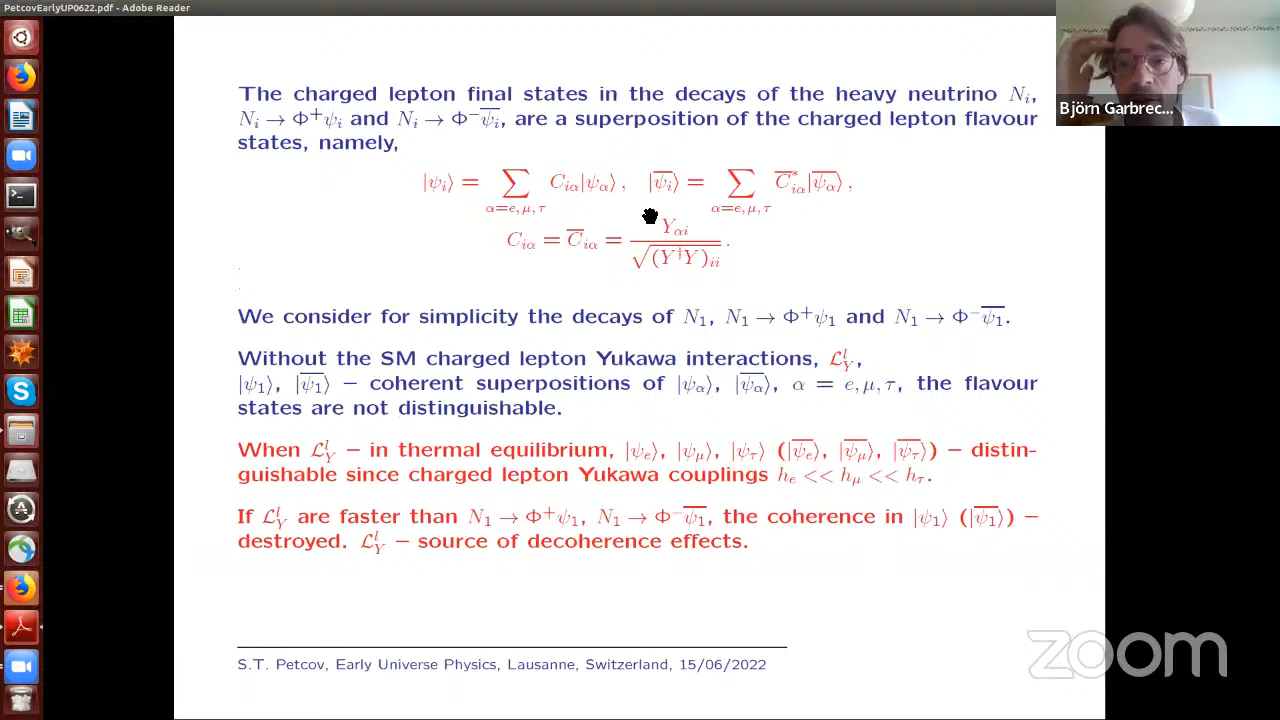 PetcovEarlyUP0622.pdf - Adobe Reader
Björn Garbrec...
The charged lepton final states in the decays of the heavy neutrino Nᵢ,
Nᵢ → Φ⁺ψᵢ and Nᵢ → Φ⁻ψ̅ᵢ, are a superposition of the charged lepton flavour
states, namely,
|ψᵢ⟩ = ∑_{α=e,μ,τ} C_{iα}|ψ_α⟩ , |ψ̅ᵢ⟩ = ∑_{α=e,μ,τ} C̅*_{iα}|ψ̅_α⟩ ,
C_{iα} = C̅_{iα} = Y_{αi} / √(Y†Y)_{ii} .
We consider for simplicity the decays of N₁, N₁ → Φ⁺ψ₁ and N₁ → Φ⁻ψ̅₁.
Without the SM charged lepton Yukawa interactions, ℒ_Y^l,
|ψ₁⟩, |ψ̅₁⟩ – coherent superpositions of |ψ_α⟩, |ψ̅_α⟩, α = e, μ, τ, the flavour
states are not distinguishable.
When ℒ_Y^l – in thermal equilibrium, |ψ_e⟩, |ψ_μ⟩, |ψ_τ⟩ (|ψ̅_e⟩, |ψ̅_μ⟩, |ψ̅_τ⟩) – distin-
guishable since charged lepton Yukawa couplings h_e << h_μ << h_τ.
If ℒ_Y^l are faster than N₁ → Φ⁺ψ₁, N₁ → Φ⁻ψ̅₁, the coherence in |ψ₁⟩ (|ψ̅₁⟩) –
destroyed. ℒ_Y^l – source of decoherence effects.
S.T. Petcov, Early Universe Physics, Lausanne, Switzerland, 15/06/2022
zoom